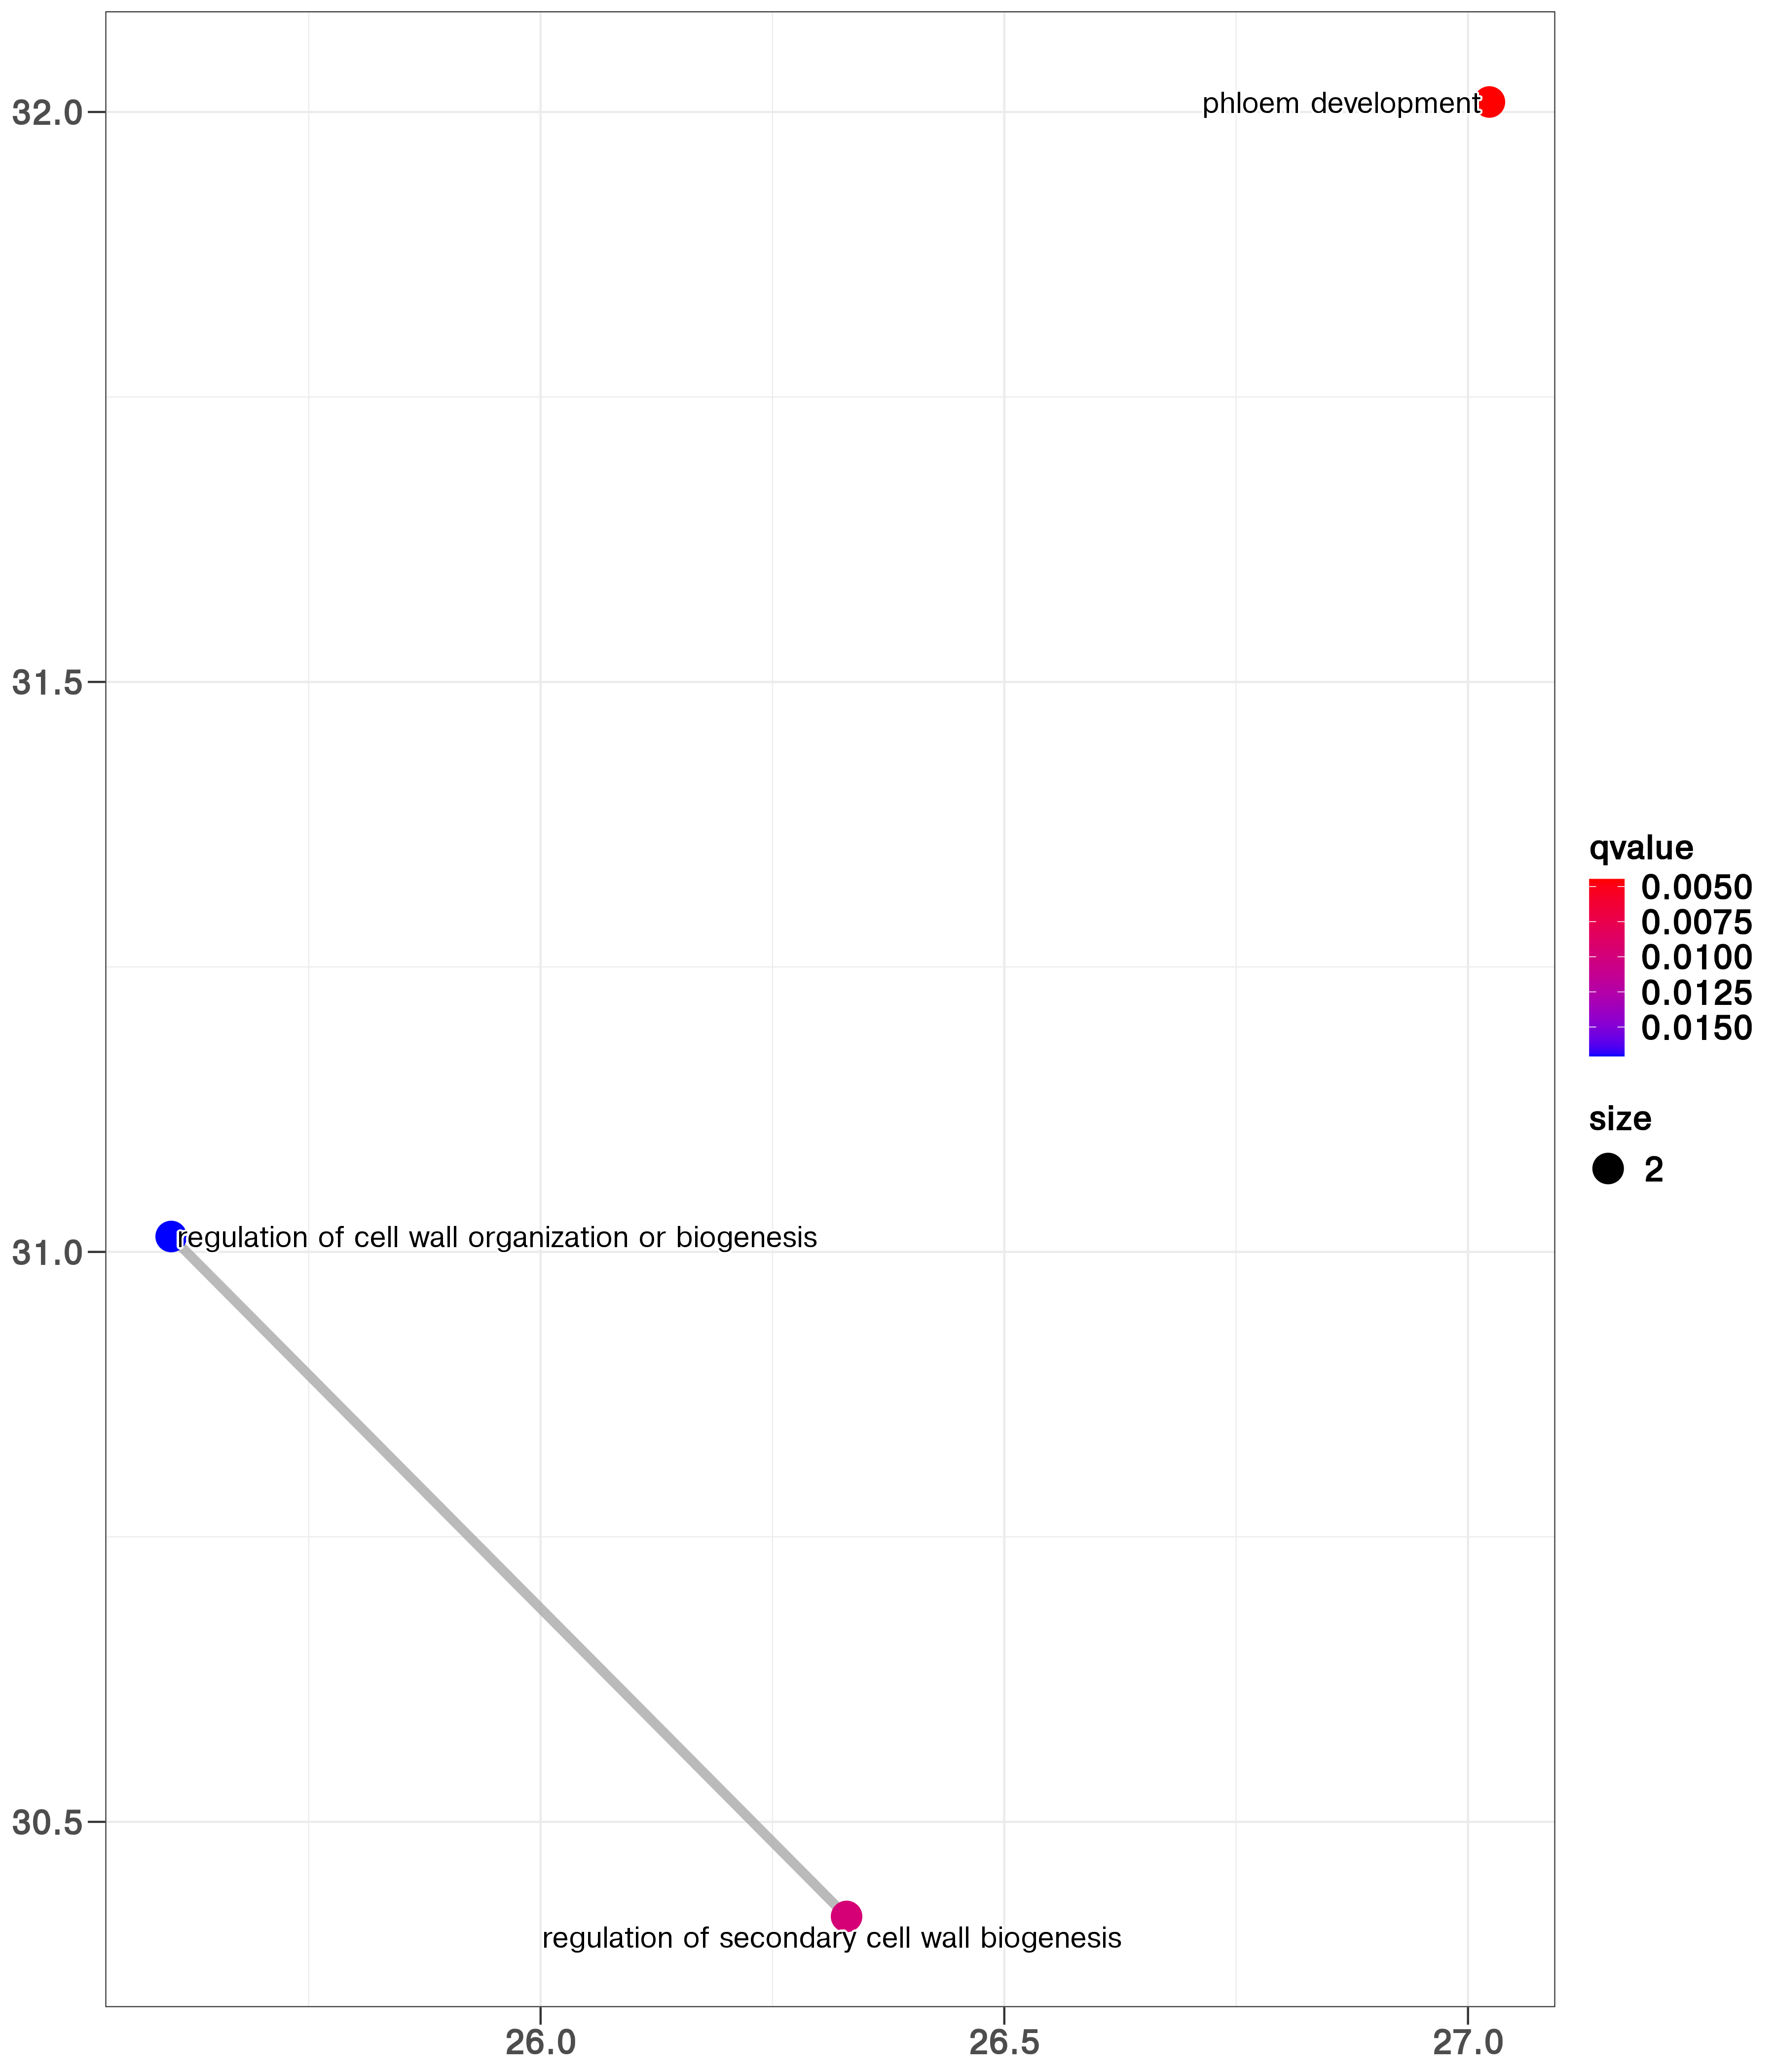 32.0
31.5
31.0
30.5
phloem development
regulation of cell wall organization or biogenesis
regulation of secondary cell wall biogenesis
26.0
26.5
27.0
qvalue
0.0050
0.0075
0.0100
0.0125
0.0150
size
2